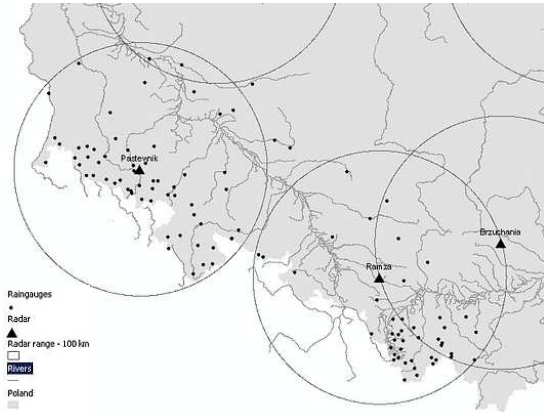 Pastewnik
Brzuchania
Ramza
Raingauges
Radar
Radar range - 100 km
Rivers
Poland